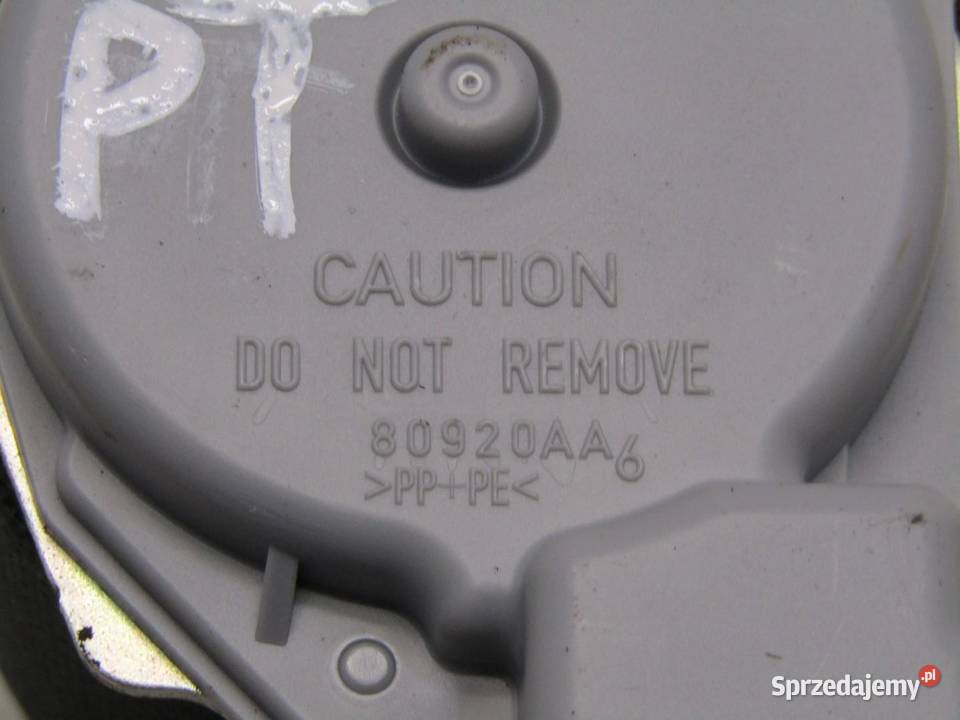 PT
CAUTION
DO NOT REMOVE
80920AA6
>PP+PE<
Sprzedajemy.pl